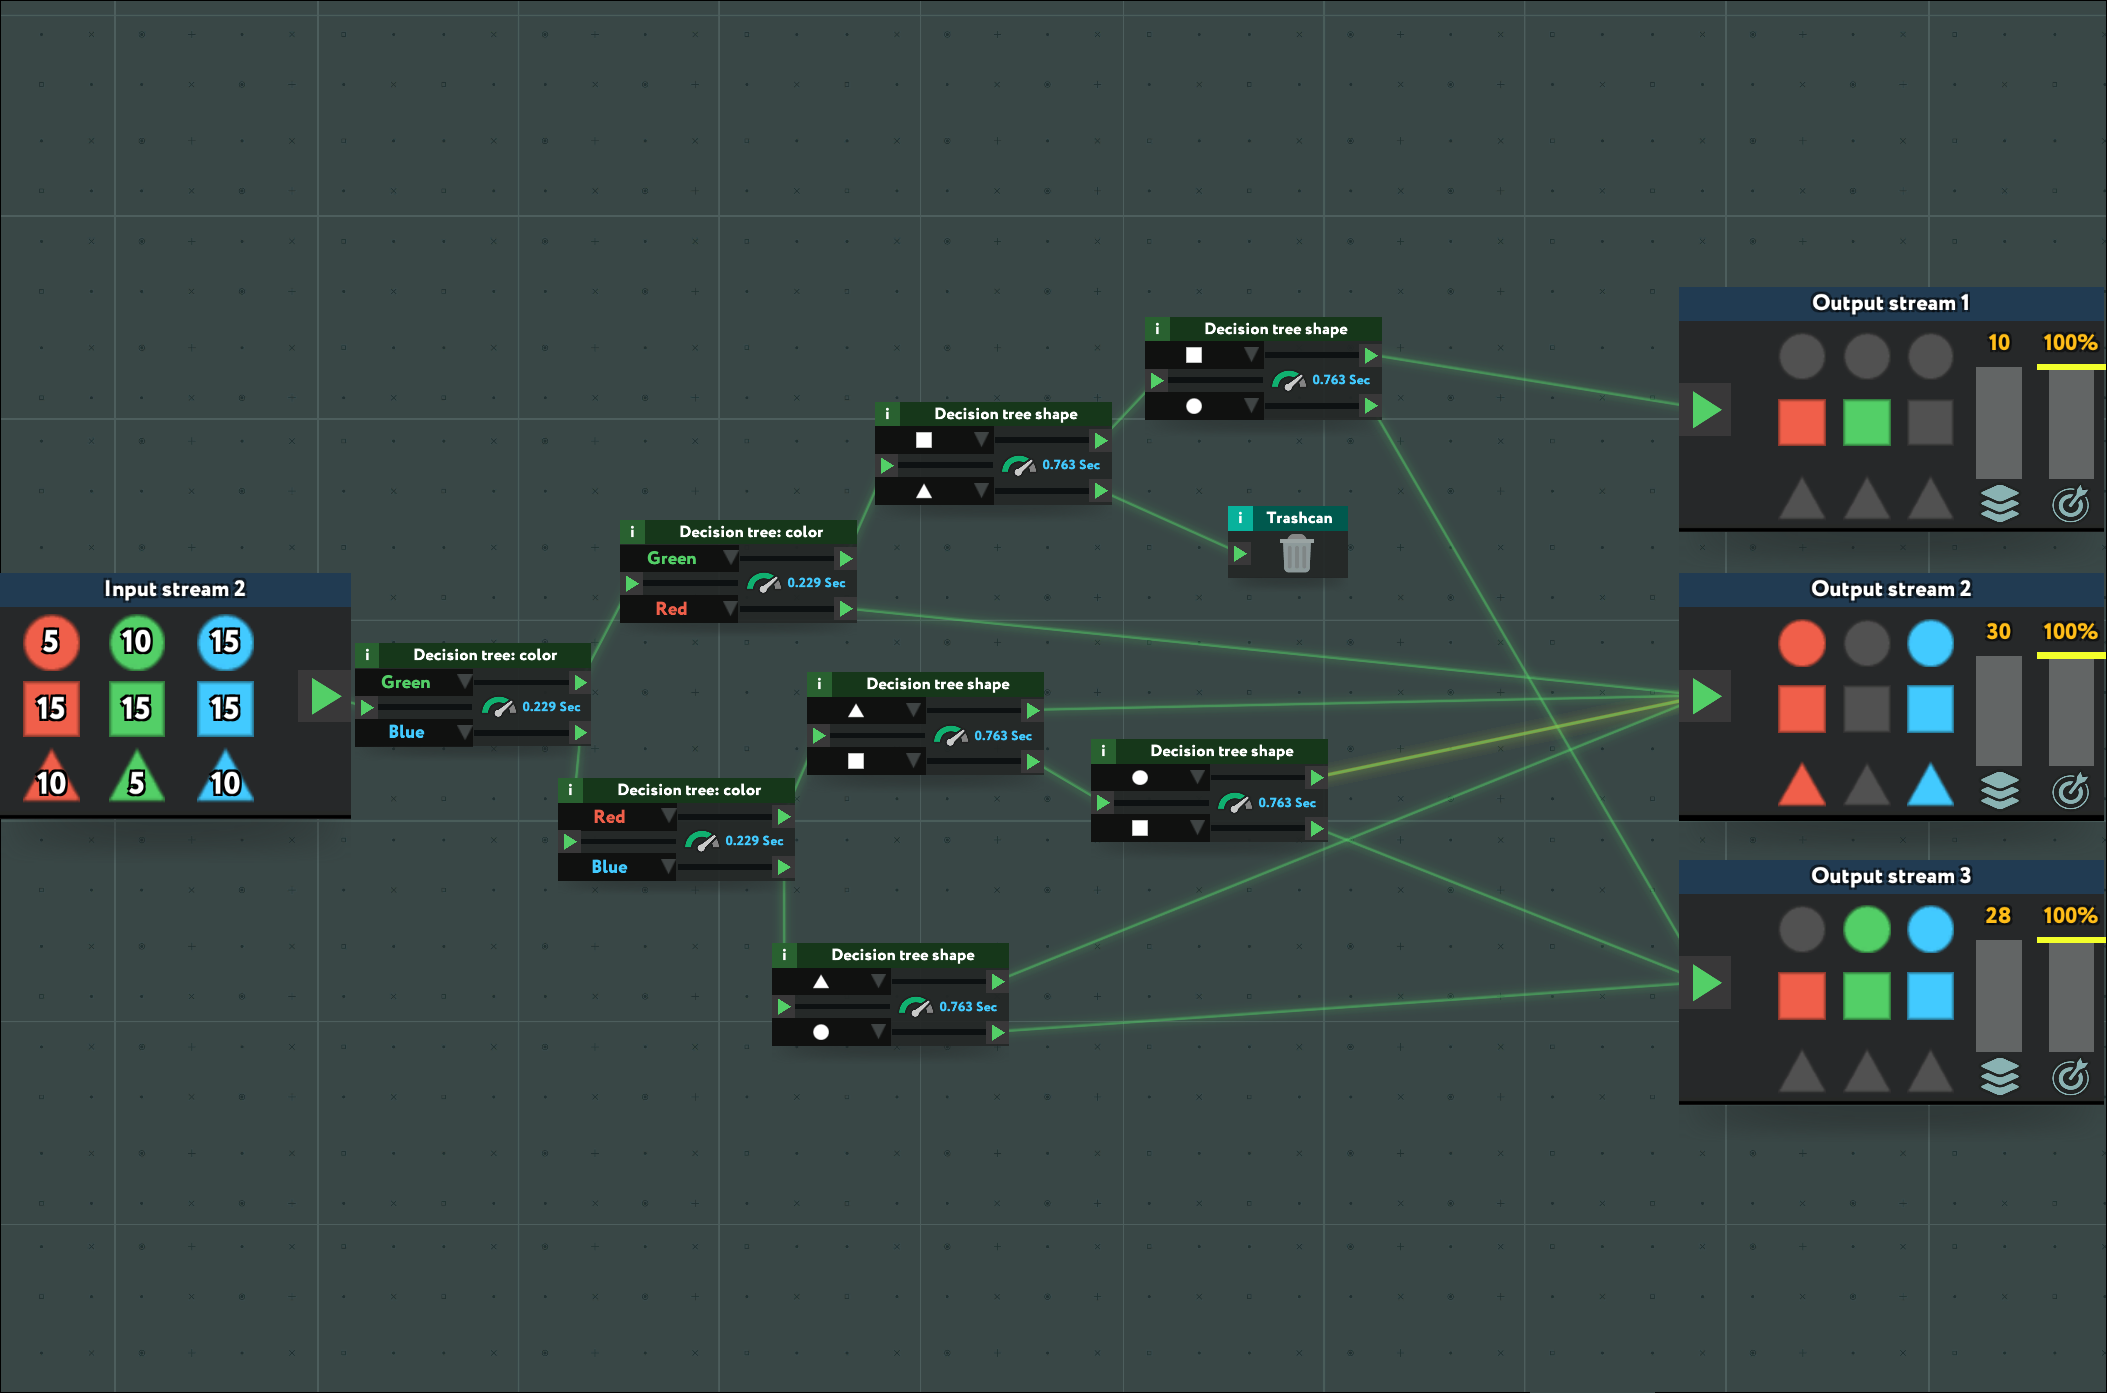 Output stream 1
10 100%
i Decision tree shape
0.763 Sec
i Decision tree shape
0.763 Sec
i Trashcan
i Decision tree: color
Green
0.229 Sec
Red
Input stream 2
5 10 15
15 15 15
10 5 10
i Decision tree: color
Green
0.229 Sec
Blue
Output stream 2
30 100%
i Decision tree shape
0.763 Sec
i Decision tree shape
0.763 Sec
i Decision tree: color
Red
0.229 Sec
Blue
Output stream 3
28 100%
i Decision tree shape
0.763 Sec